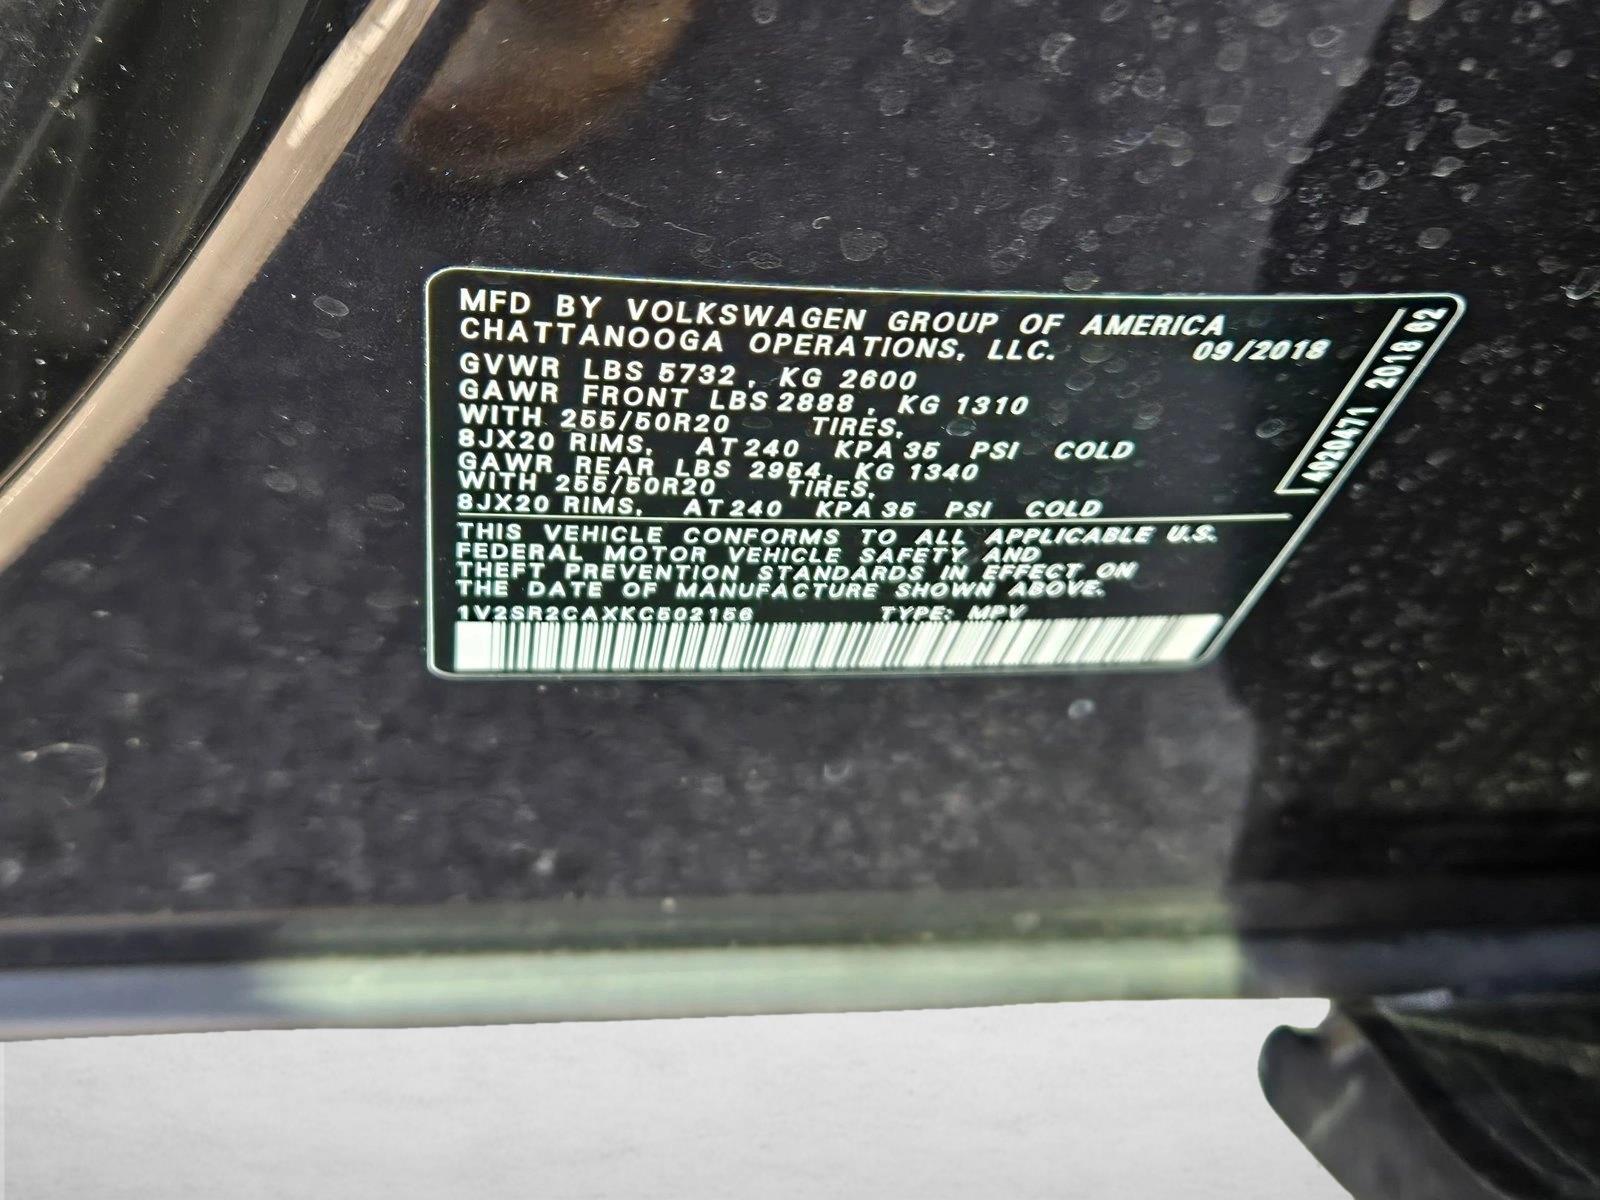 MFD BY VOLKSWAGEN GROUP OF AMERICA
CHATTANOOGA OPERATIONS, LLC. 09/2018
GVWR LBS 5732, KG 2600
GAWR FRONT LBS 2888, KG 1310
WITH 255/50R20 TIRES,
8JX20 RIMS, AT 240 KPA 35 PSI COLD
GAWR REAR LBS 2954, KG 1340
WITH 255/50R20 TIRES,
8JX20 RIMS, AT 240 KPA 35 PSI COLD
THIS VEHICLE CONFORMS TO ALL APPLICABLE U.S.
FEDERAL MOTOR VEHICLE SAFETY AND
THEFT PREVENTION STANDARDS IN EFFECT ON
THE DATE OF MANUFACTURE SHOWN ABOVE.
1V2SR2CAXKC502156 TYPE: MPV
4020471 2018 62